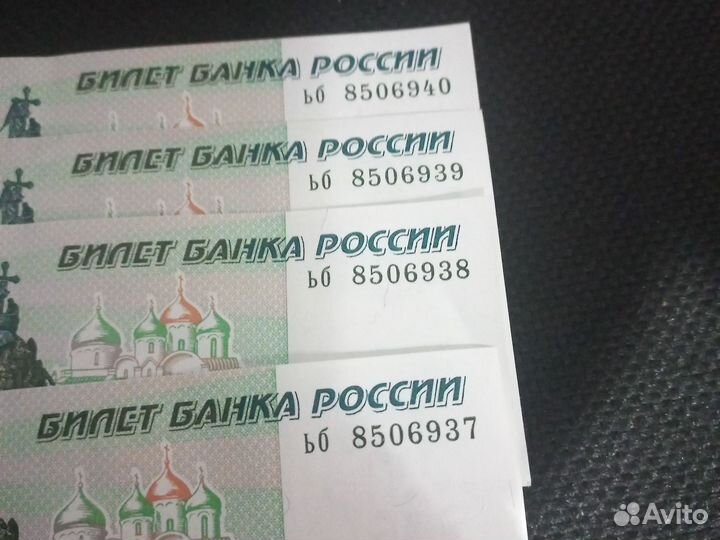 БИЛЕТ БАНКА РОССИИ
ьб 8506940
БИЛЕТ БАНКА РОССИИ
ьб 8506939
БИЛЕТ БАНКА РОССИИ
ьб 8506938
БИЛЕТ БАНКА РОССИИ
ьб 8506937
Avito